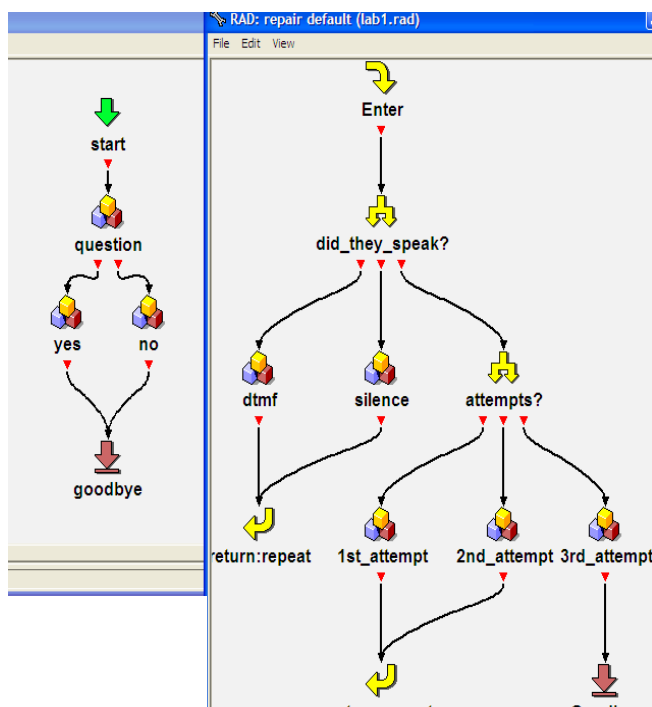 RAD: repair default (lab1.rad)
File Edit View
start
question
yes no
goodbye
Enter
did_they_speak?
dtmf silence attempts?
return:repeat 1st_attempt 2nd_attempt 3rd_attempt